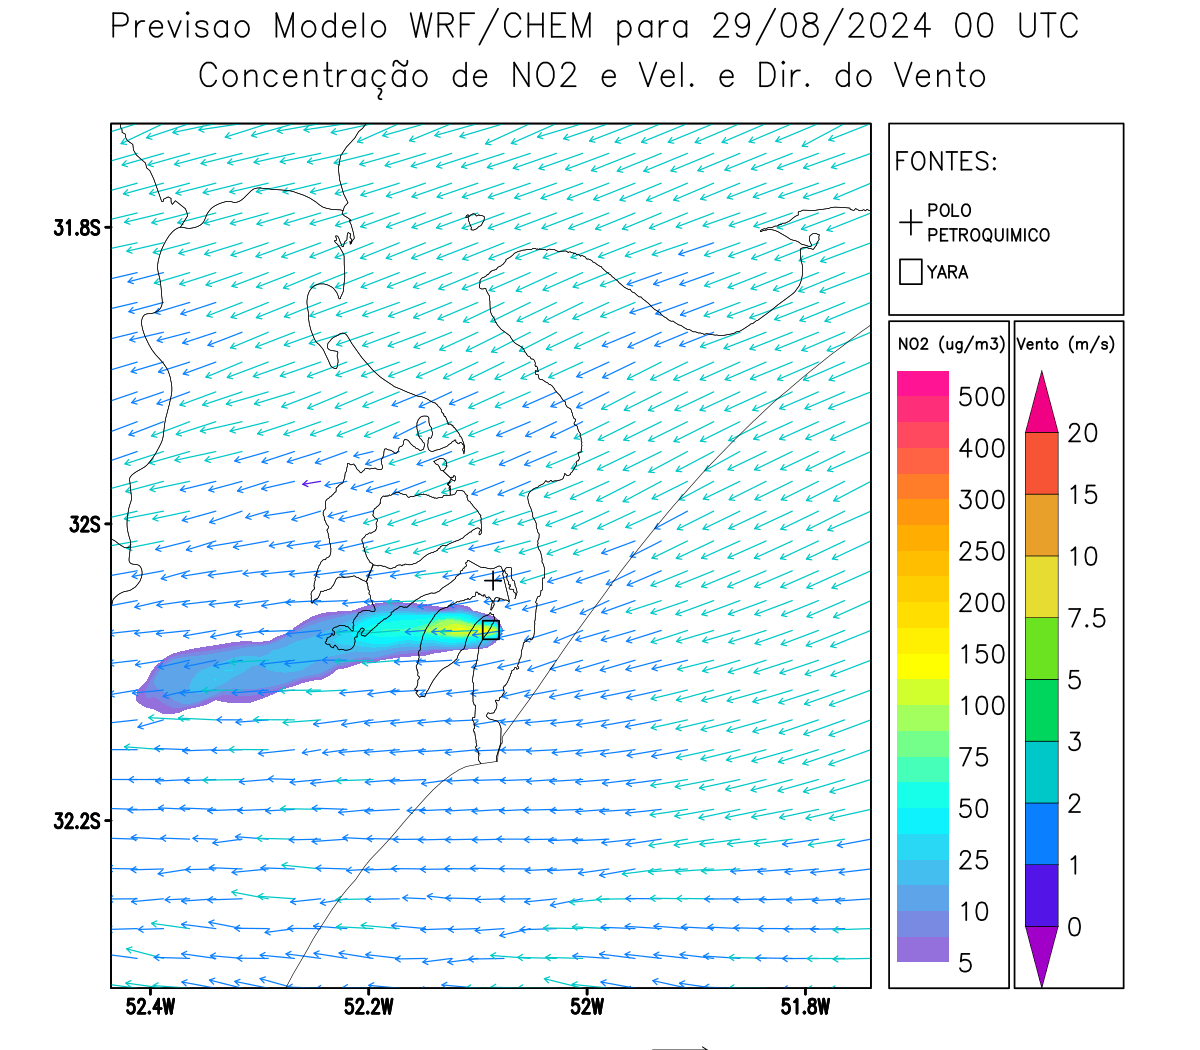 Previsao Modelo WRF/CHEM para 29/08/2024 00 UTC
Concentração de NO2 e Vel. e Dir. do Vento
FONTES:
POLO
PETROQUIMICO
YARA
NO2 (ug/m3)
500
400
300
250
200
150
100
75
50
25
10
5
Vento (m/s)
20
15
10
7.5
5
3
2
1
0
31.8S
32S
32.2S
52.4W
52.2W
52W
51.8W